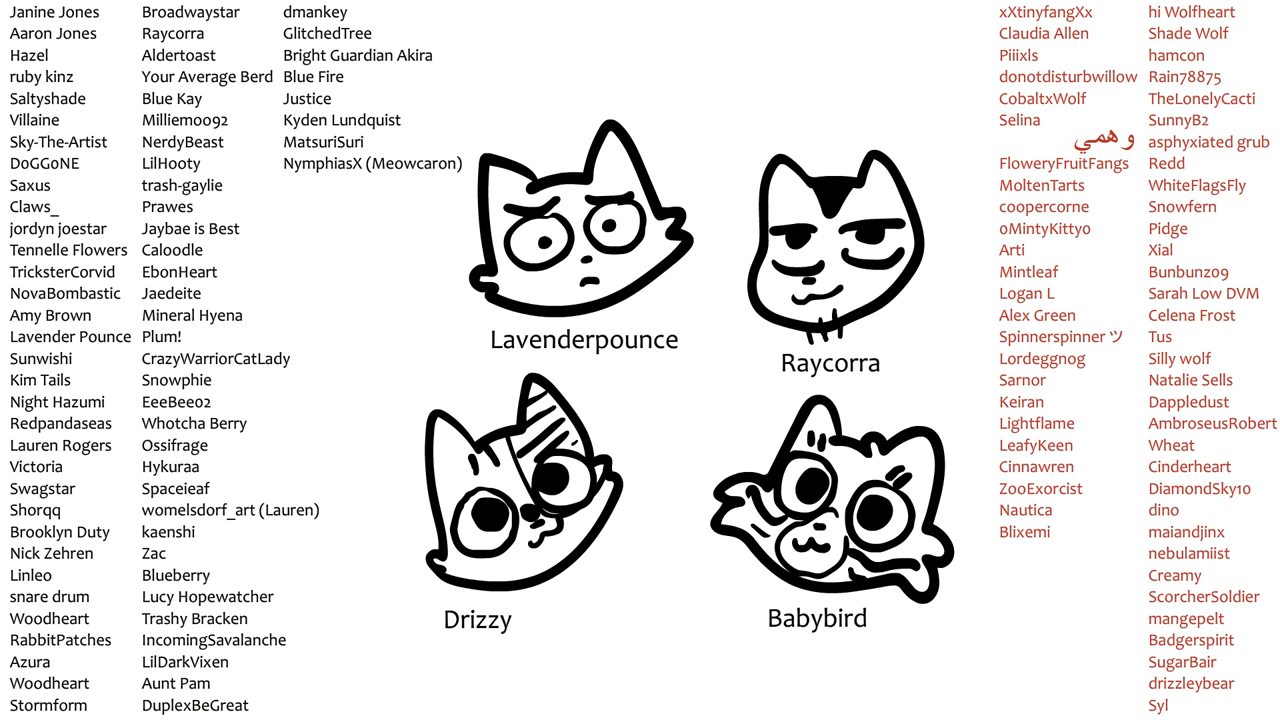 Janine Jones
Aaron Jones
Hazel
ruby kinz
Saltyshade
Villaine
Sky-The-Artist
D0GG0NE
Saxus
Claws_
jordyn joestar
Tennelle Flowers
TricksterCorvid
NovaBombastic
Amy Brown
Lavender Pounce
Sunwishi
Kim Tails
Night Hazumi
Redpandaseas
Lauren Rogers
Victoria
Swagstar
Shorqq
Brooklyn Duty
Nick Zehren
Linleo
snare drum
Woodheart
RabbitPatches
Azura
Woodheart
Stormform
Broadwaystar
Raycorra
Aldertoast
Your Average Berd
Blue Kay
Milliemoo92
NerdyBeast
LilHooty
trash-gaylie
Prawes
Jaybae is Best
Caloodle
EbonHeart
Jaedeite
Mineral Hyena
Plum!
CrazyWarriorCatLady
Snowphie
EeeBee02
Whotcha Berry
Ossifrage
Hykuraa
Spaceieaf
womelsdorf_art (Lauren)
kaenshi
Zac
Blueberry
Lucy Hopewatcher
Trashy Bracken
IncomingSavalanche
LilDarkVixen
Aunt Pam
DuplexBeGreat
dmankey
GlitchedTree
Bright Guardian Akira
Blue Fire
Justice
Kyden Lundquist
MatsuriSuri
NymphiasX (Meowcaron)
Lavenderpounce
Raycorra
Drizzy
Babybird
xXtinyfangXx
Claudia Allen
Piiixls
donotdisturbwillow
CobaltxWolf
Selina
وهمي
FloweryFruitFangs
MoltenTarts
coopercorne
0MintyKitty0
Arti
Mintleaf
Logan L
Alex Green
Spinnerspinner ツ
Lordeggnog
Sarnor
Keiran
Lightflame
LeafyKeen
Cinnawren
ZooExorcist
Nautica
Blixemi
hi Wolfheart
Shade Wolf
hamcon
Rain78875
TheLonelyCacti
SunnyB2
asphyxiated grub
Redd
WhiteFlagsFly
Snowfern
Pidge
Xial
Bunbunz09
Sarah Low DVM
Celena Frost
Tus
Silly wolf
Natalie Sells
Dappledust
AmbroseusRobert
Wheat
Cinderheart
DiamondSky10
dino
maiandjinx
nebulamiist
Creamy
ScorcherSoldier
mangepelt
Badgerspirit
SugarBair
drizzleybear
Syl